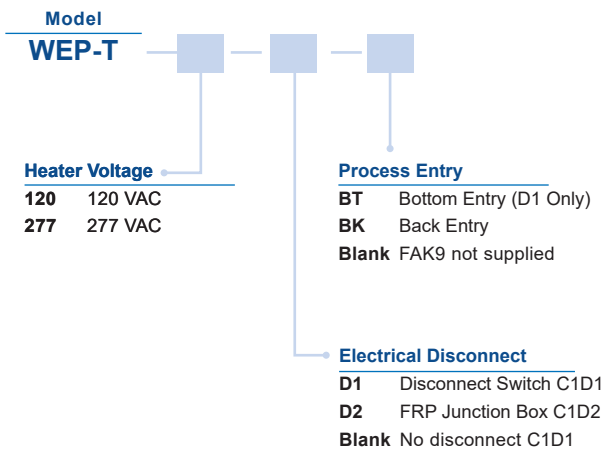 Model
WEP-T
Heater Voltage
120 120 VAC
277 277 VAC
Process Entry
BT Bottom Entry (D1 Only)
BK Back Entry
Blank FAK9 not supplied
Electrical Disconnect
D1 Disconnect Switch C1D1
D2 FRP Junction Box C1D2
Blank No disconnect C1D1